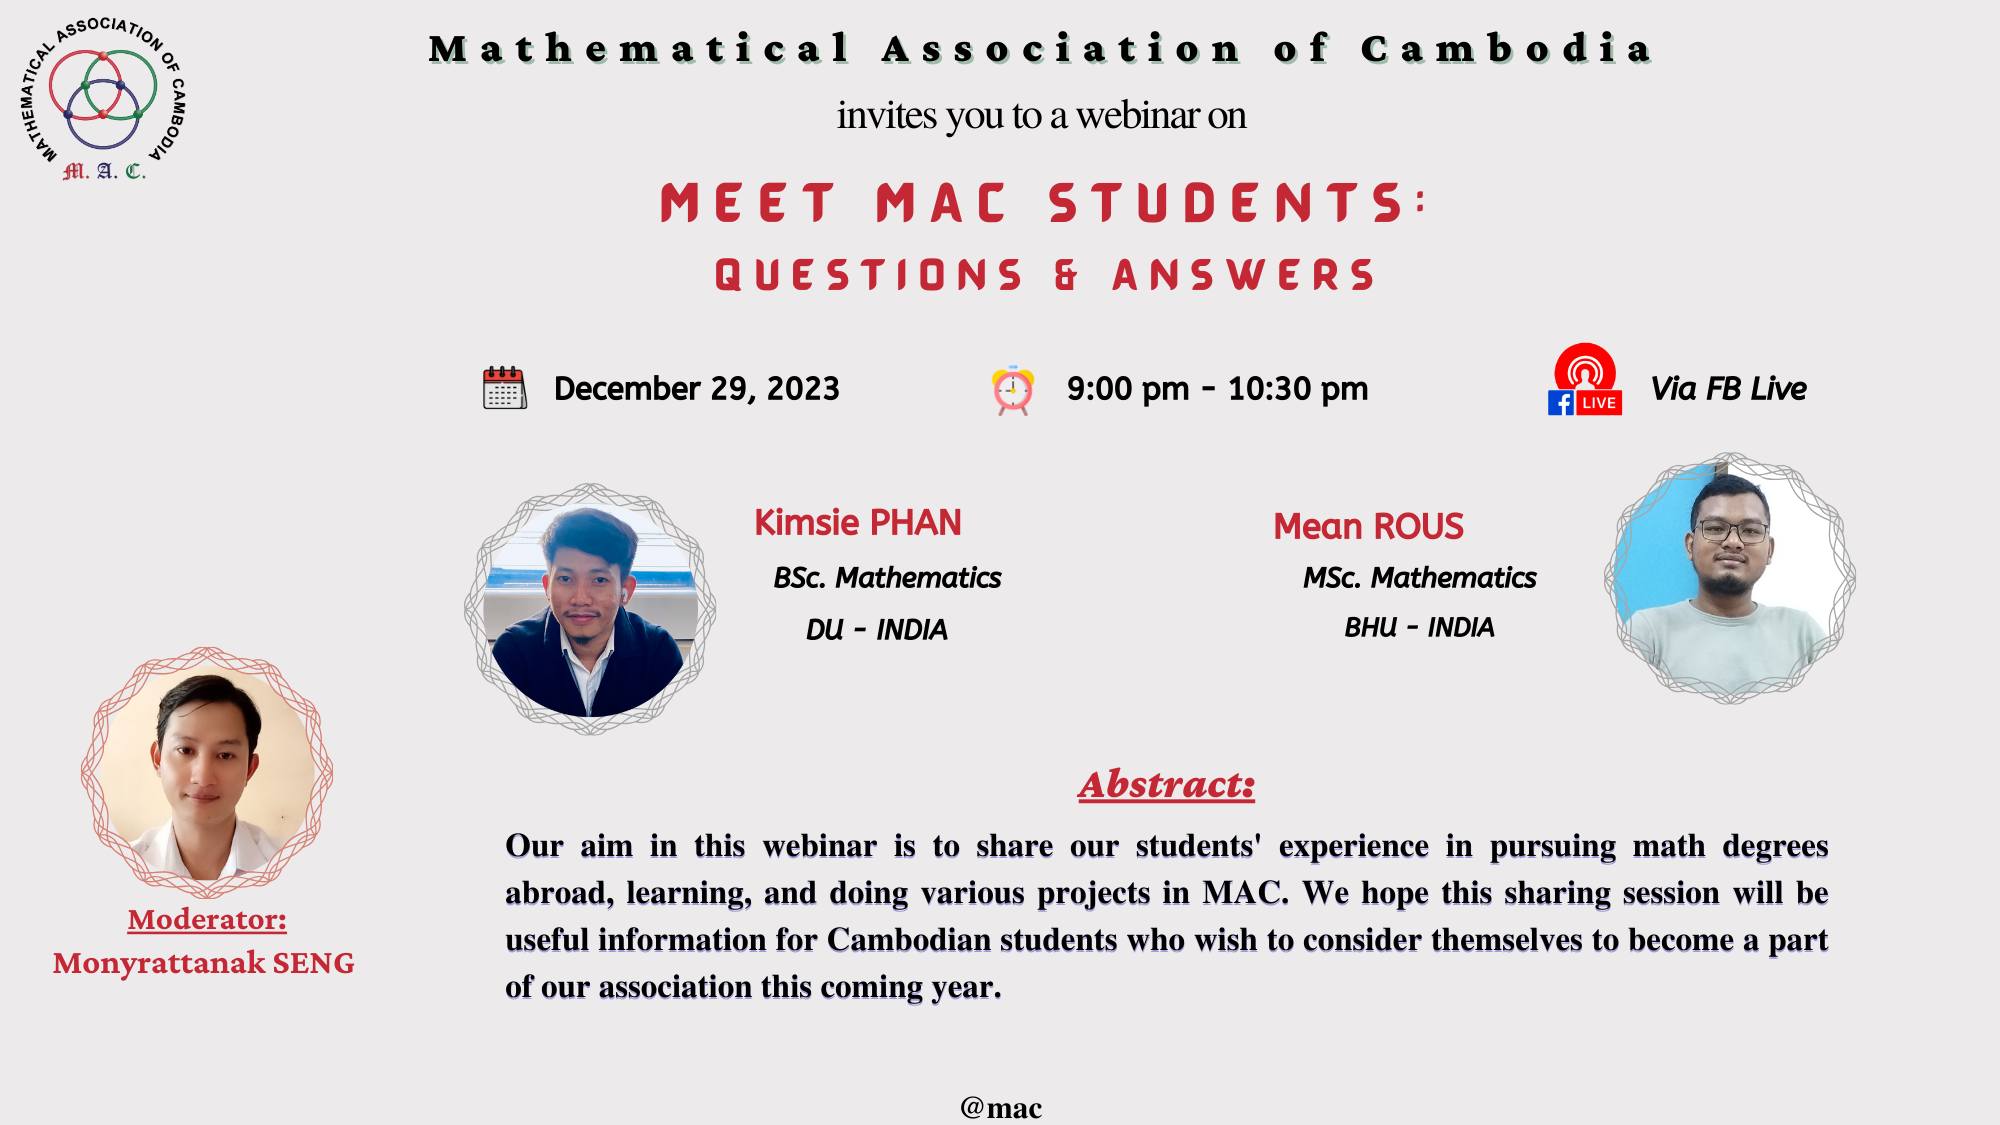 MATHEMATICAL ASSOCIATION OF CAMBODIA
M. A. C.
Mathematical Association of Cambodia
invites you to a webinar on
MEET MAC STUDENTS:
QUESTIONS & ANSWERS
December 29, 2023
9:00 pm - 10:30 pm
f LIVE
Via FB Live
Kimsie PHAN
BSc. Mathematics
DU - INDIA
Mean ROUS
MSc. Mathematics
BHU - INDIA
Moderator:
Monyrattanak SENG
Abstract:
Our aim in this webinar is to share our students' experience in pursuing math degrees
abroad, learning, and doing various projects in MAC. We hope this sharing session will be
useful information for Cambodian students who wish to consider themselves to become a part
of our association this coming year.
@mac